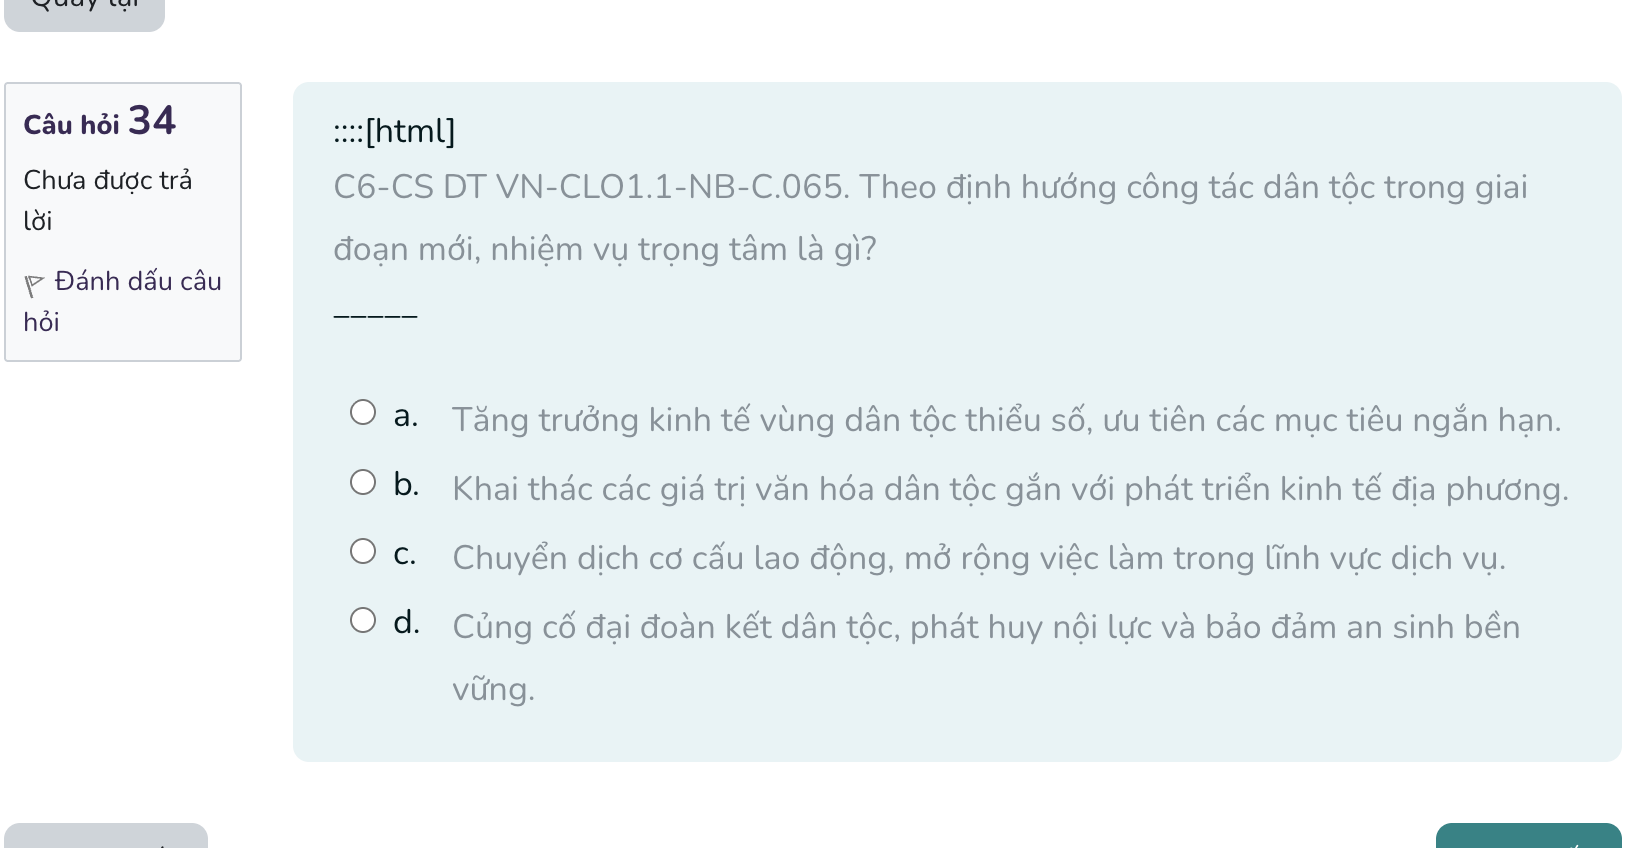 Quay lại
Câu hỏi 34
Chưa được trả
lời
Đánh dấu câu
hỏi
::::[html]
C6-CS DT VN-CLO1.1-NB-C.065. Theo định hướng công tác dân tộc trong giai
đoạn mới, nhiệm vụ trọng tâm là gì?
_____
a. Tăng trưởng kinh tế vùng dân tộc thiểu số, ưu tiên các mục tiêu ngắn hạn.
b. Khai thác các giá trị văn hóa dân tộc gắn với phát triển kinh tế địa phương.
c. Chuyển dịch cơ cấu lao động, mở rộng việc làm trong lĩnh vực dịch vụ.
d. Củng cố đại đoàn kết dân tộc, phát huy nội lực và bảo đảm an sinh bền
vững.